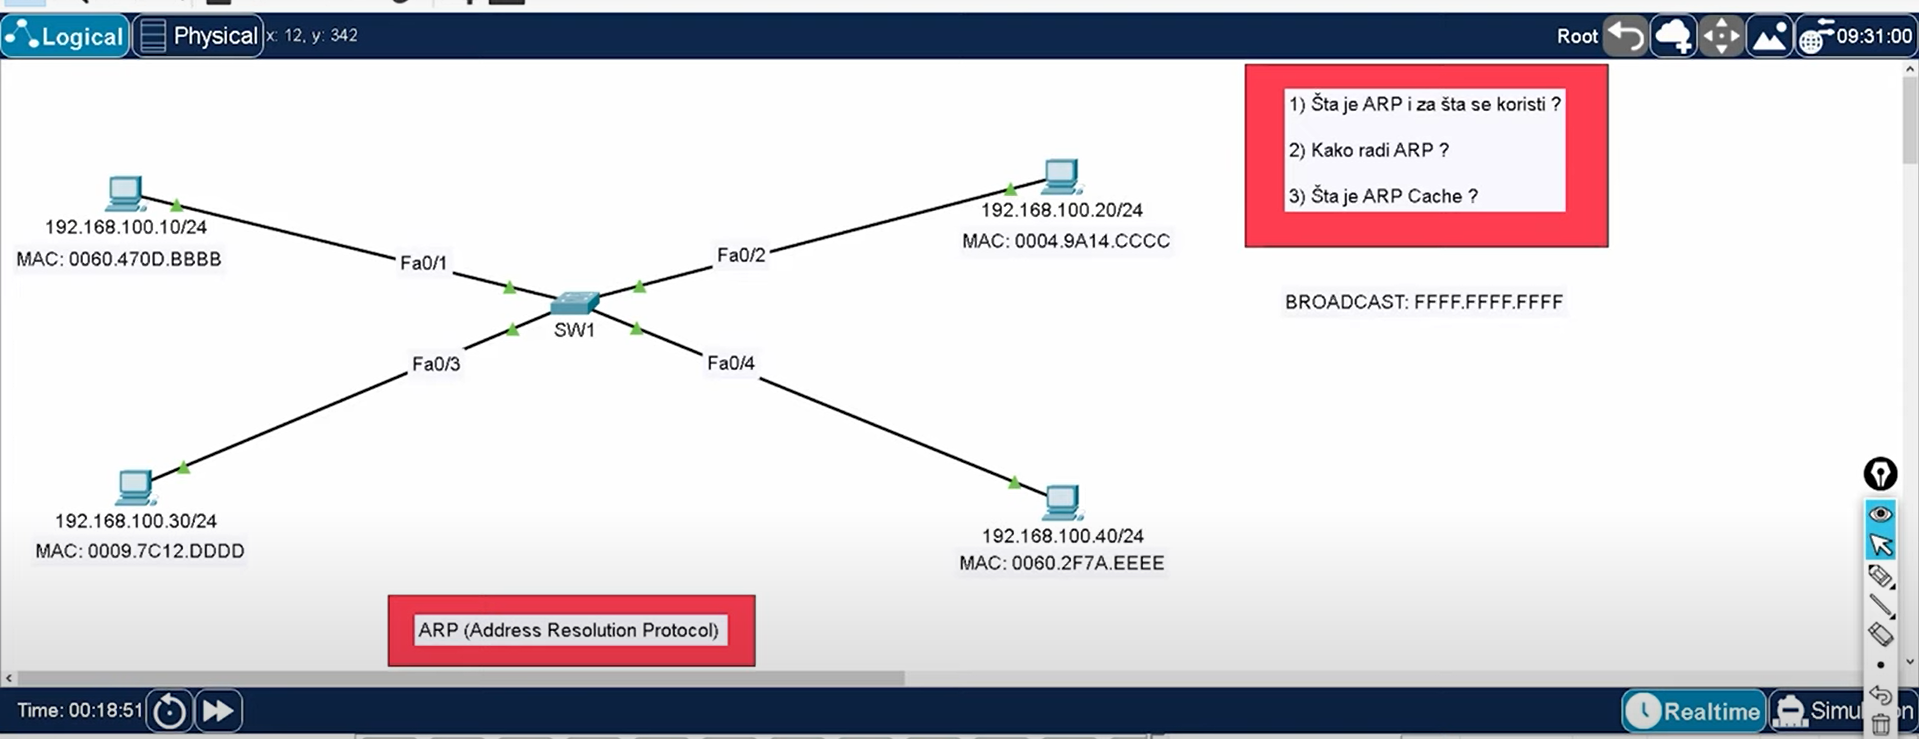 Logical
Physical
x: 12, y: 342
Root
09:31:00
1) Šta je ARP i za šta se koristi ?
2) Kako radi ARP ?
3) Šta je ARP Cache ?
192.168.100.10/24
MAC: 0060.470D.BBBB
192.168.100.20/24
MAC: 0004.9A14.CCCC
Fa0/1
Fa0/2
BROADCAST: FFFF.FFFF.FFFF
SW1
Fa0/3
Fa0/4
192.168.100.30/24
MAC: 0009.7C12.DDDD
192.168.100.40/24
MAC: 0060.2F7A.EEEE
ARP (Address Resolution Protocol)
Time: 00:18:51
Realtime